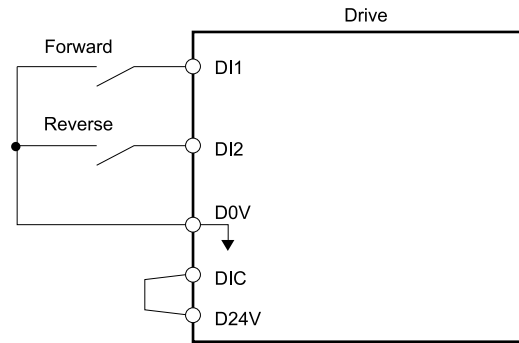 Drive
Forward
DI1
Reverse
DI2
D0V
DIC
D24V